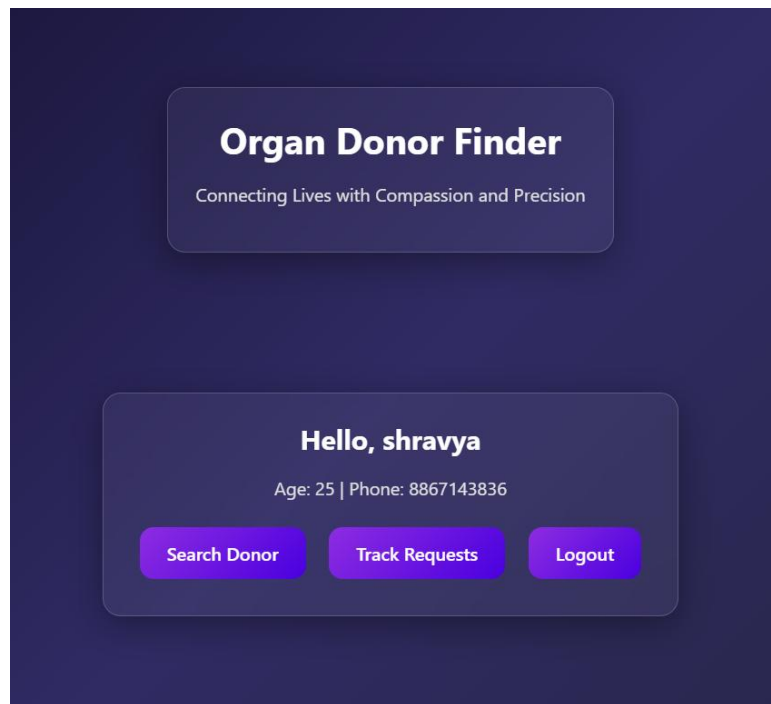 Organ Donor Finder
Connecting Lives with Compassion and Precision
Hello, shravya
Age: 25 | Phone: 8867143836
Search Donor Track Requests Logout